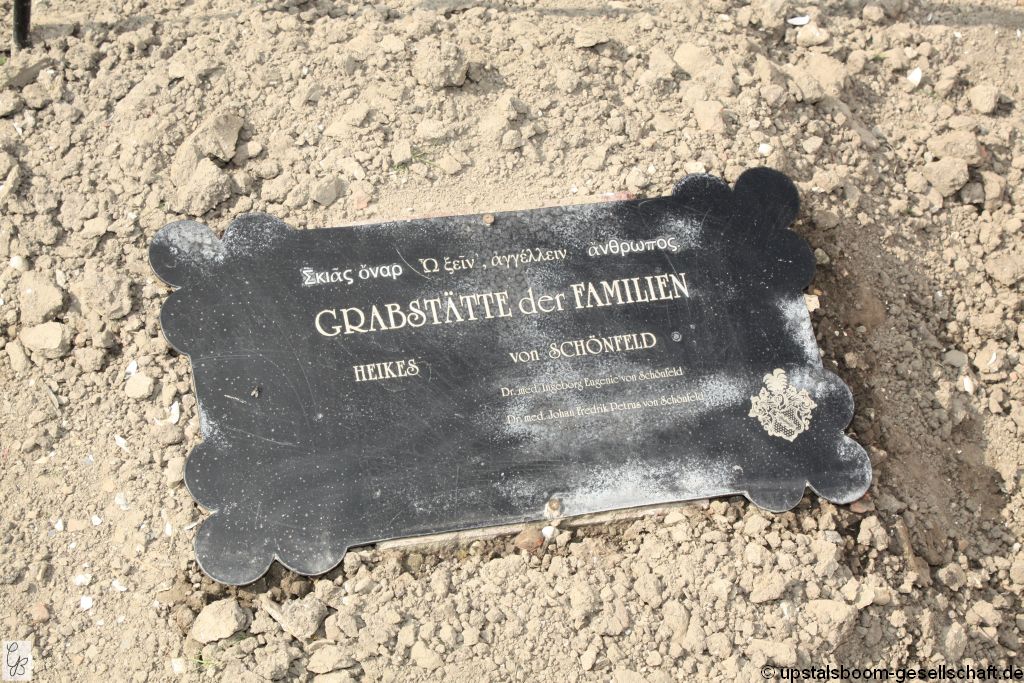 Σκιᾶς ὄναρ Ὦ ξεῖν', ἀγγέλλειν ἄνθρωπος
GRABSTÄTTE der FAMILIEN
HEIKES von SCHÖNFELD
Dr. med. Ingeborg Eugenie von Schönfeld
Dr. med. Johan Fredrik Petrus von Schönfeld
GB
© upstalsboom-gesellschaft.de